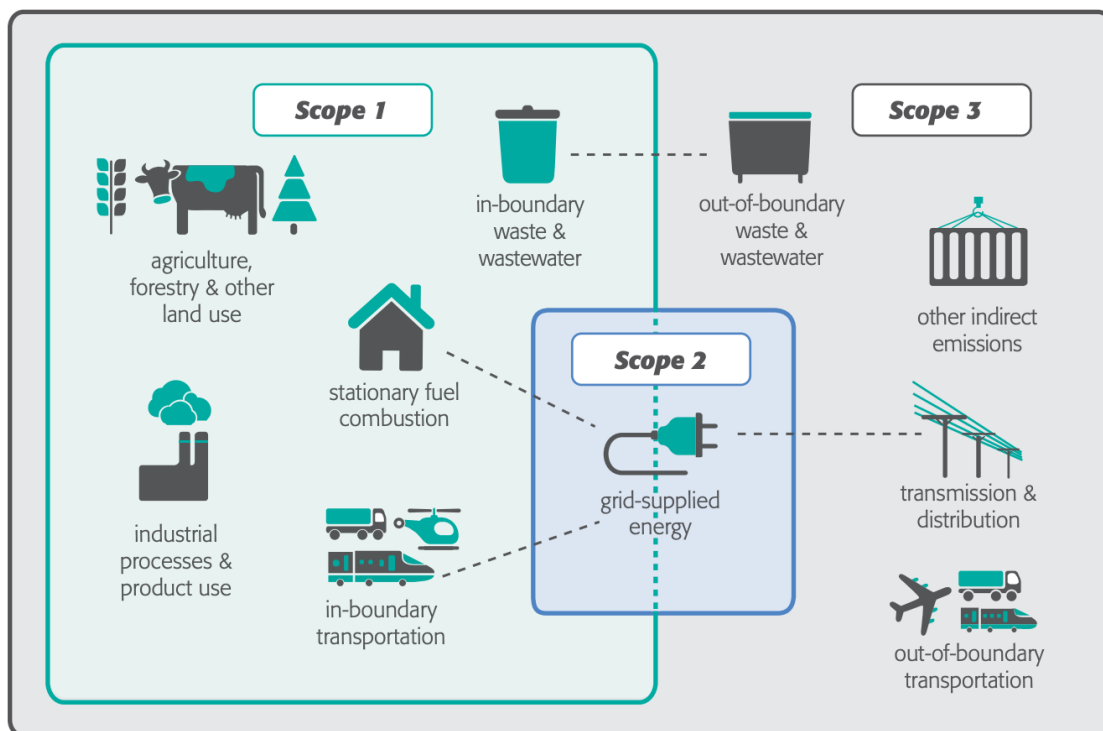 Scope 1
Scope 3
in-boundary
waste &
wastewater
out-of-boundary
waste &
wastewater
agriculture,
forestry & other
land use
other indirect
emissions
Scope 2
stationary fuel
combustion
grid-supplied
energy
transmission &
distribution
industrial
processes &
product use
in-boundary
transportation
out-of-boundary
transportation